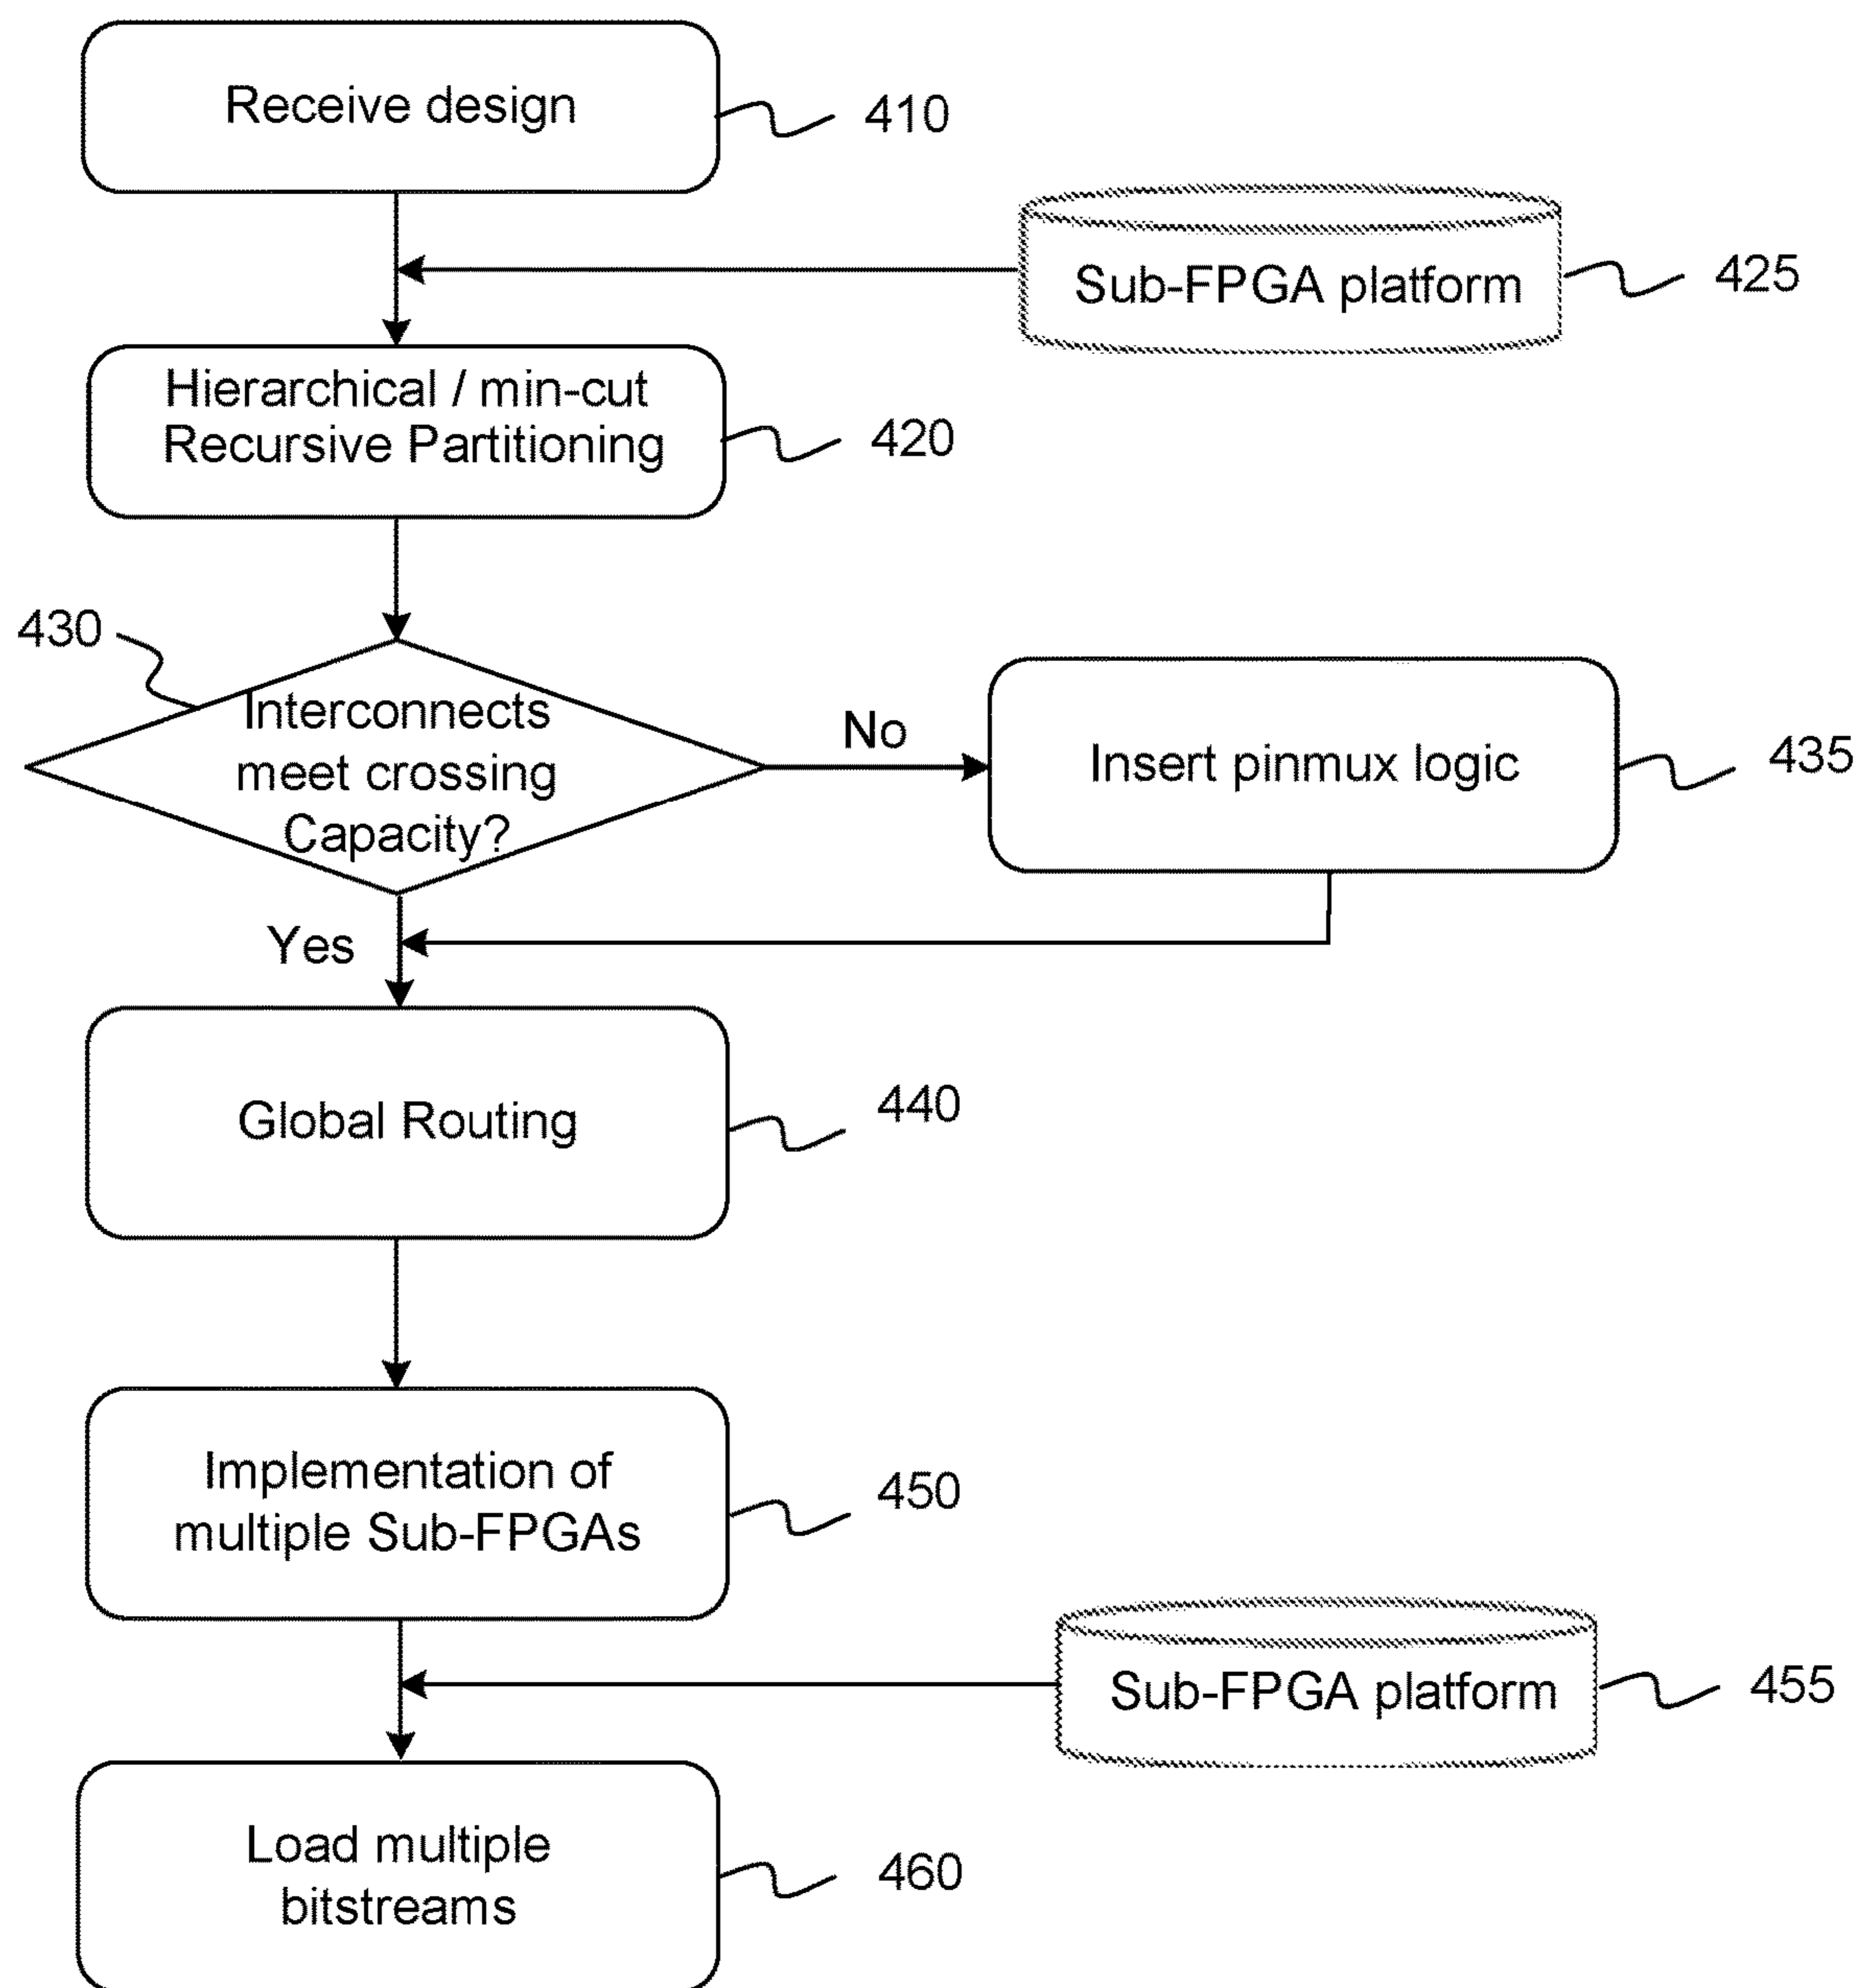 Receive design
410
Sub-FPGA platform
425
Hierarchical / min-cut
Recursive Partitioning
420
430
Interconnects
meet crossing
Capacity?
No
Insert pinmux logic
435
Yes
Global Routing
440
Implementation of
multiple Sub-FPGAs
450
Sub-FPGA platform
455
Load multiple
bitstreams
460